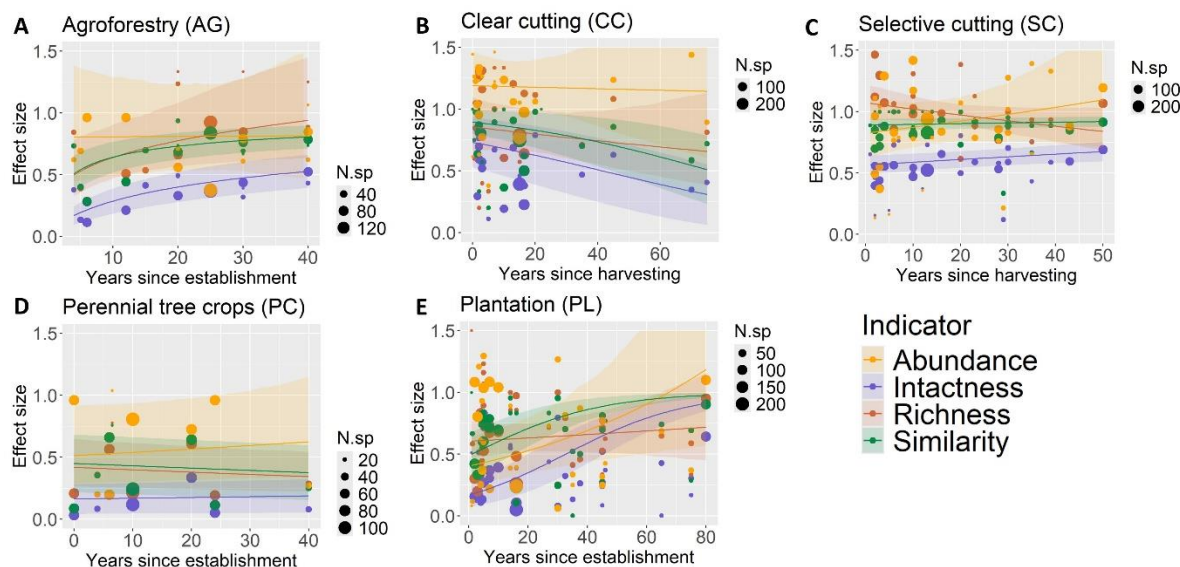 A Agroforestry (AG)
1.5
1.0
0.5
0.0
Effect size
10 20 30 40
Years since establishment
N.sp
40
80
120
B Clear cutting (CC)
1.5
1.0
0.5
0.0
Effect size
0 20 40 60
Years since harvesting
N.sp
100
200
C Selective cutting (SC)
1.5
1.0
0.5
0.0
Effect size
0 10 20 30 40 50
Years since harvesting
N.sp
100
200
D Perennial tree crops (PC)
1.5
1.0
0.5
0.0
Effect size
0 10 20 30 40
Years since establishment
N.sp
20
40
60
80
100
E Plantation (PL)
1.5
1.0
0.5
0.0
Effect size
0 20 40 60 80
Years since establishment
N.sp
50
100
150
200
Indicator
Abundance
Intactness
Richness
Similarity